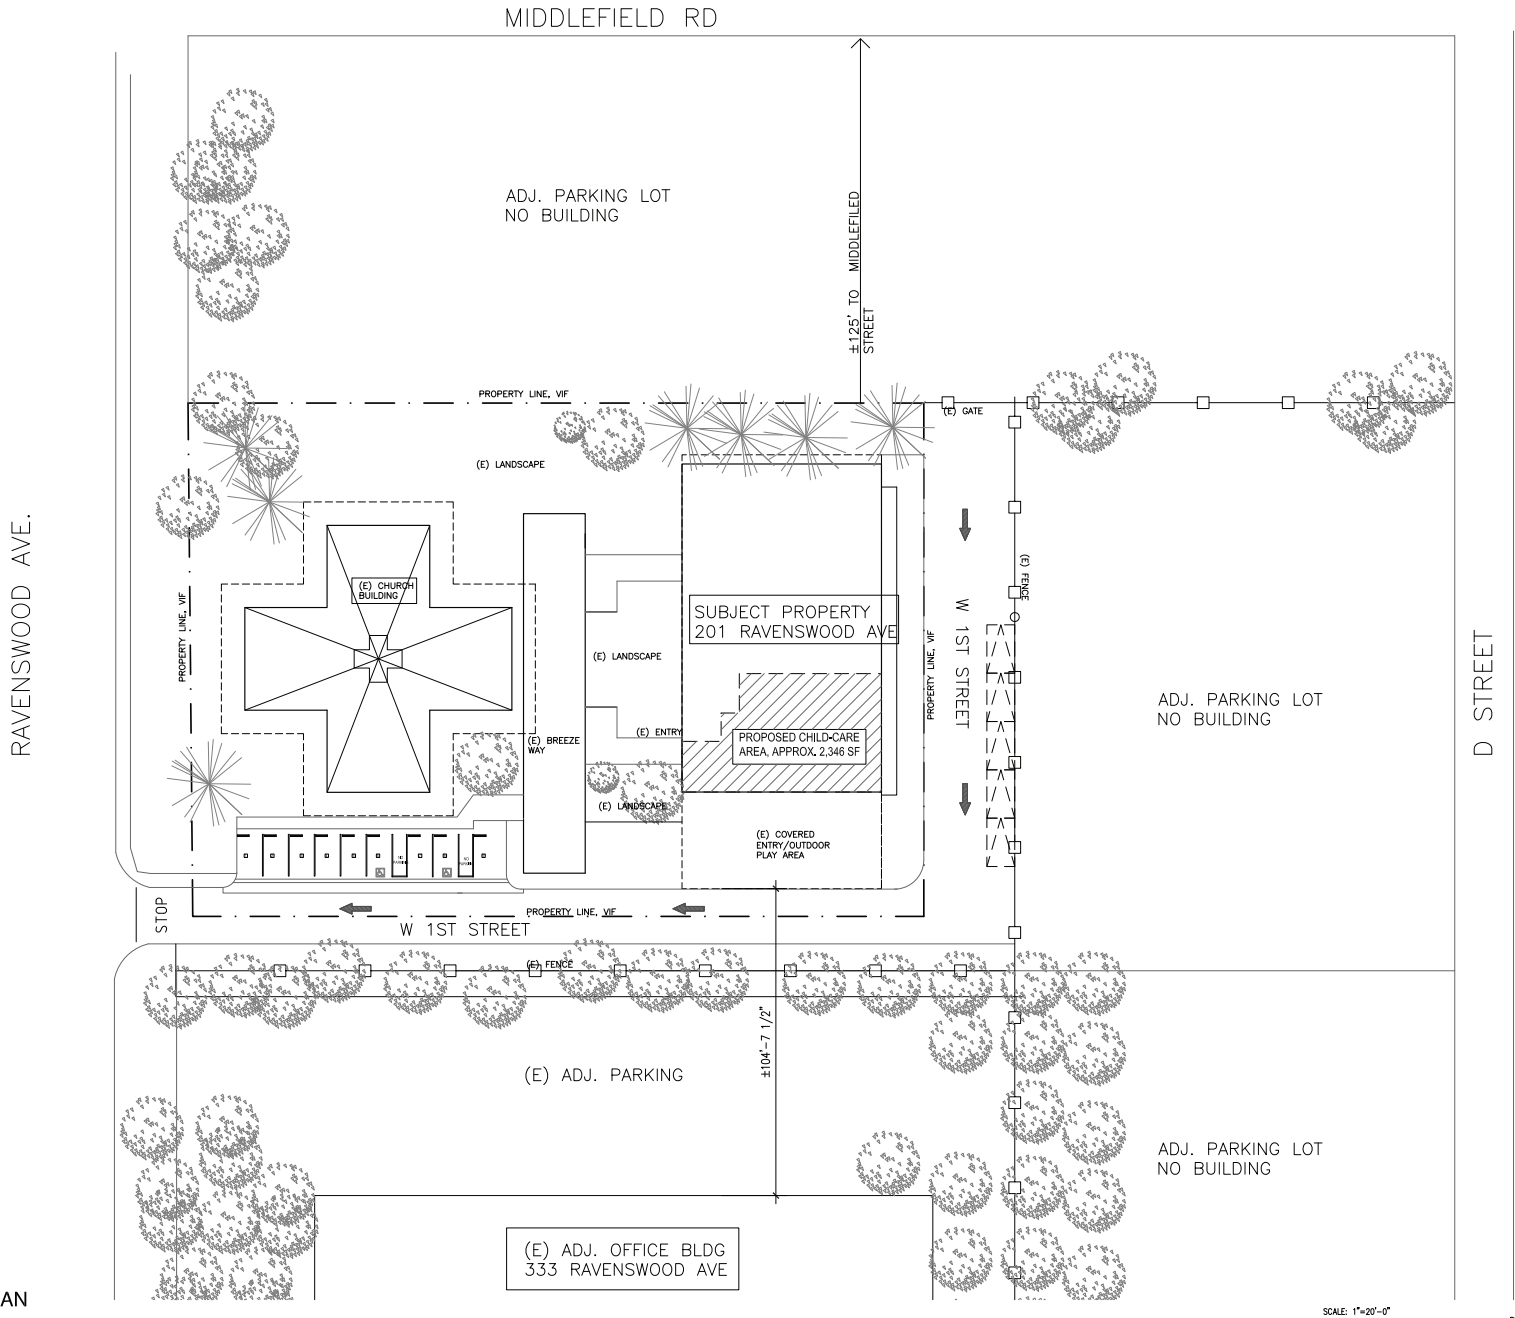 MIDDLEFIELD RD
ADJ. PARKING LOT
NO BUILDING
±125' TO MIDDLEFILED
STREET
PROPERTY LINE, VIF
(E) GATE
(E) LANDSCAPE
RAVENSWOOD AVE.
PROPERTY LINE, VIF
(E) CHURCH
BUILDING
(E) LANDSCAPE
SUBJECT PROPERTY
201 RAVENSWOOD AVE
PROPERTY LINE, VIF
W 1ST STREET
(E) FENCE
ADJ. PARKING LOT
NO BUILDING
D STREET
(E) BREEZE
WAY
(E) ENTRY
PROPOSED CHILD-CARE
AREA, APPROX. 2,346 SF
(E) LANDSCAPE
(E) COVERED
ENTRY/OUTDOOR
PLAY AREA
NO
PARKING
NO
PARKING
STOP
PROPERTY LINE, VIF
W 1ST STREET
(E) FENCE
±104'-7 1/2"
(E) ADJ. PARKING
ADJ. PARKING LOT
NO BUILDING
(E) ADJ. OFFICE BLDG
333 RAVENSWOOD AVE
AN
SCALE: 1"=20'-0"